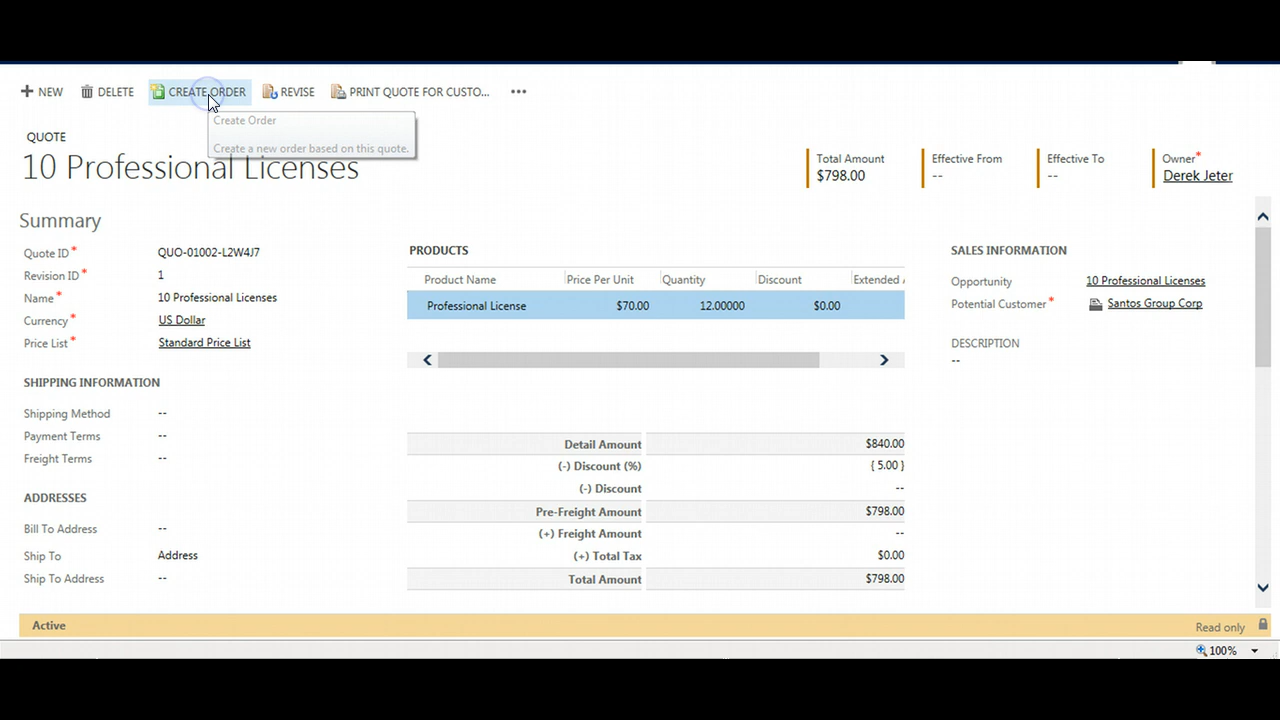 NEW DELETE CREATE ORDER REVISE PRINT QUOTE FOR CUSTO... •••
Create Order
Create a new order based on this quote.
QUOTE
10 Professional Licenses
Total Amount
$798.00
Effective From
--
Effective To
--
Owner*
Derek Jeter
Summary
Quote ID* QUO-01002-L2W4J7
Revision ID* 1
Name* 10 Professional Licenses
Currency* US Dollar
Price List* Standard Price List
SHIPPING INFORMATION
Shipping Method --
Payment Terms --
Freight Terms --
ADDRESSES
Bill To Address --
Ship To Address
Ship To Address --
PRODUCTS
Product Name Price Per Unit Quantity Discount Extended
Professional License $70.00 12.00000 $0.00
Detail Amount $840.00
(-) Discount (%) { 5.00 }
(-) Discount --
Pre-Freight Amount $798.00
(+) Freight Amount --
(+) Total Tax $0.00
Total Amount $798.00
SALES INFORMATION
Opportunity 10 Professional Licenses
Potential Customer* Santos Group Corp
DESCRIPTION
--
Active Read only
100%